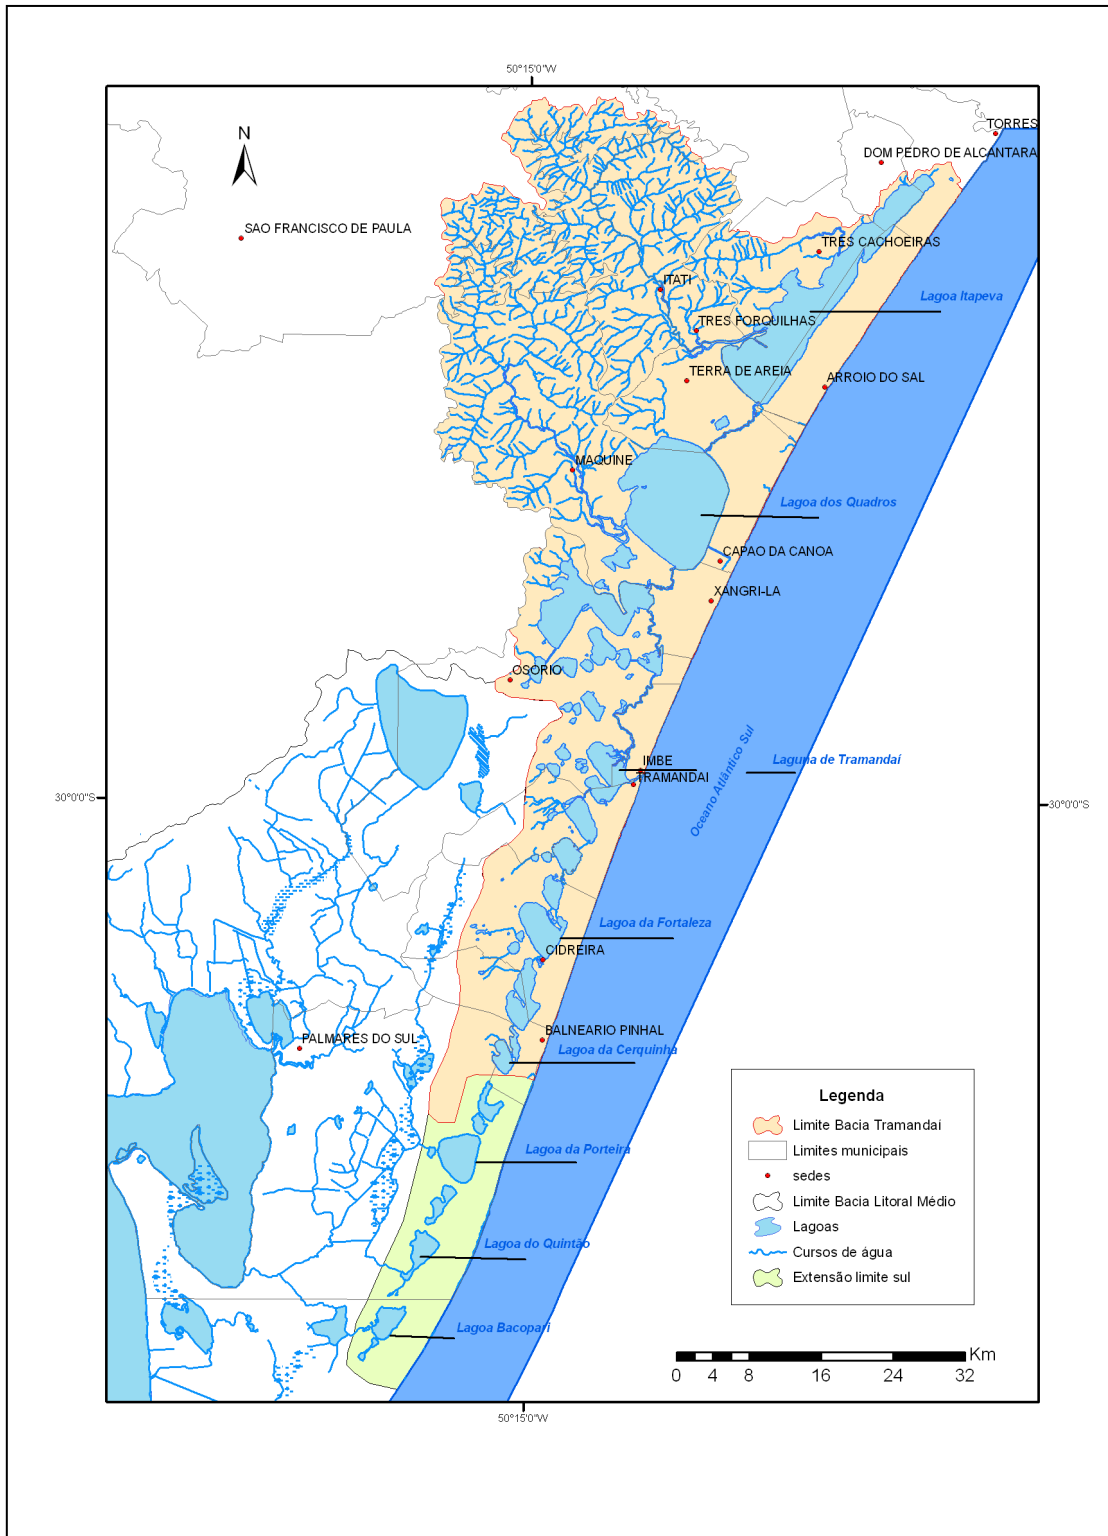 50°15'0"W
N
TORRES
DOM PEDRO DE ALCANTARA
SAO FRANCISCO DE PAULA
TRES CACHOEIRAS
ITATI
Lagoa Itapeva
TRES FORQUILHAS
TERRA DE AREIA
ARROIO DO SAL
MAQUINE
Lagoa dos Quadros
CAPAO DA CANOA
XANGRI-LA
OSORIO
Oceano Atlântico Sul
IMBE
Laguna de Tramandaí
TRAMANDAI
30°0'0"S
30°0'0"S
Lagoa da Fortaleza
CIDREIRA
BALNEARIO PINHAL
PALMARES DO SUL
Lagoa da Cerquinha
Lagoa da Porteira
Lagoa do Quintão
Lagoa Bacopari
Legenda
Limite Bacia Tramandaí
Limites municipais
sedes
Limite Bacia Litoral Médio
Lagoas
Cursos de água
Extensão limite sul
Km
0 4 8 16 24 32
50°15'0"W